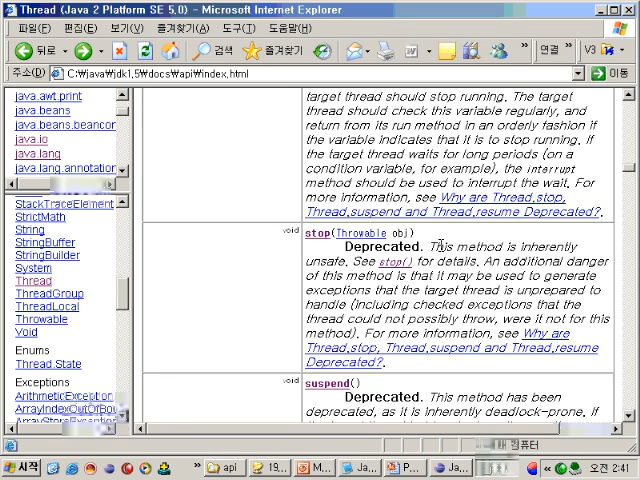 Thread (Java 2 Platform SE 5.0) - Microsoft Internet Explorer
파일(F) 편집(E) 보기(V) 즐겨찾기(A) 도구(T) 도움말(H)
뒤로 검색 즐겨찾기 연결 V3
주소(D) C:\java\jdk1.5\docs\api\index.html 이동
java.awt.print
java.beans
java.beans.beancon
java.io
java.lang
java.lang.annotation
StackTraceElement
StrictMath
String
StringBuffer
StringBuilder
System
Thread
ThreadGroup
ThreadLocal
Throwable
Void
Enums
Thread.State
Exceptions
ArithmeticException
ArrayIndexOutOfBou
ArrayStoreException
target thread should stop running. The target
thread should check this variable regularly, and
return from its run method in an orderly fashion if
the variable indicates that it is to stop running. If
the target thread waits for long periods (on a
condition variable, for example), the interrupt
method should be used to interrupt the wait. For
more information, see Why are Thread.stop,
Thread.suspend and Thread.resume Deprecated?.
void stop(Throwable obj)
Deprecated. This method is inherently
unsafe. See stop() for details. An additional danger
of this method is that it may be used to generate
exceptions that the target thread is unprepared to
handle (including checked exceptions that the
thread could not possibly throw, were it not for this
method). For more information, see Why are
Thread.stop, Thread.suspend and Thread.resume
Deprecated?.
void suspend()
Deprecated. This method has been
deprecated, as it is inherently deadlock-prone. If
컴퓨터
시작 api 19... M... Ja... P... Ja... 오전 2:41